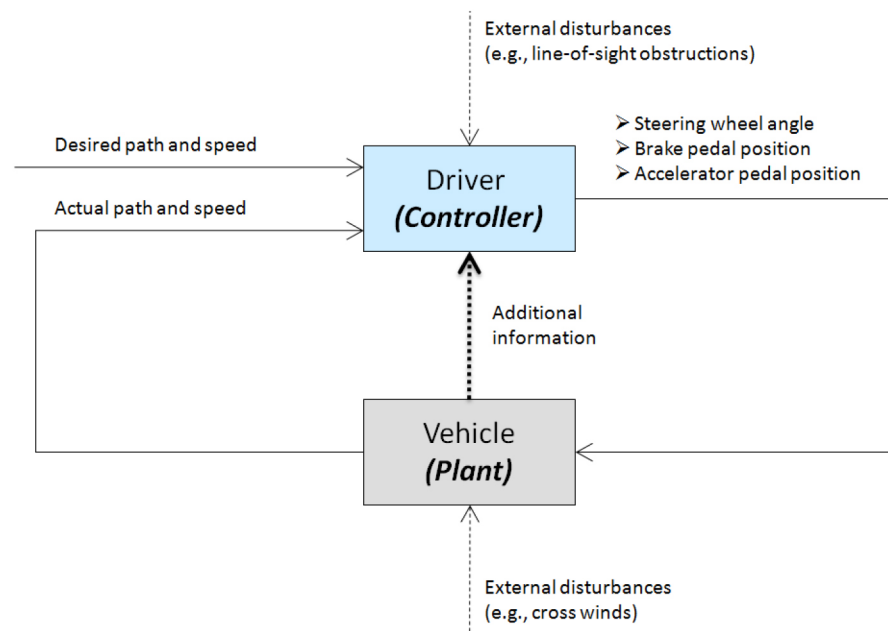 External disturbances
(e.g., line-of-sight obstructions)
Desired path and speed
➢ Steering wheel angle
➢ Brake pedal position
➢ Accelerator pedal position
Driver
(Controller)
Actual path and speed
Additional
information
Vehicle
(Plant)
External disturbances
(e.g., cross winds)